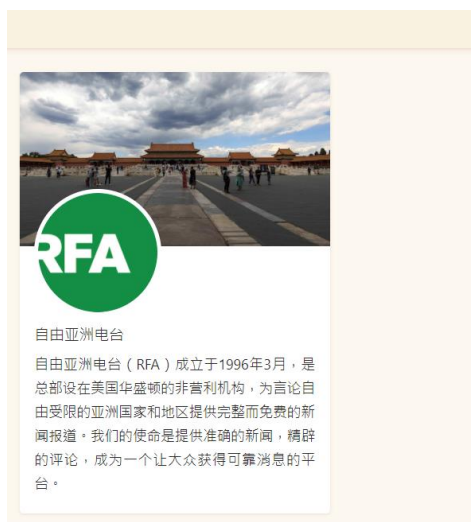 RFA
自由亚洲电台
自由亚洲电台（RFA）成立于1996年3月，是
总部设在美国华盛顿的非营利机构，为言论自
由受限的亚洲国家和地区提供完整而免费的新
闻报道。我们的使命是提供准确的新闻，精辟
的评论，成为一个让大众获得可靠消息的平
台。